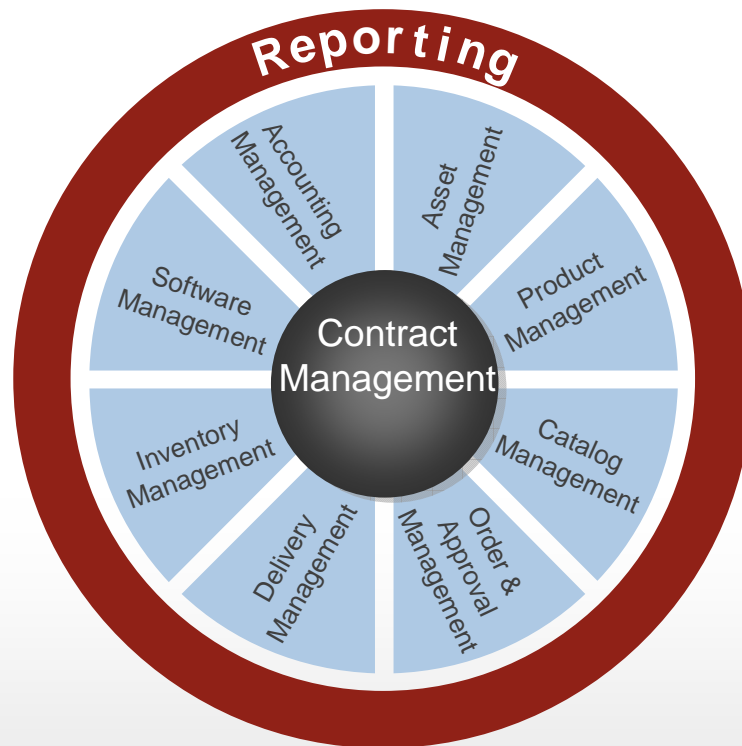 Reporting
Accounting
Management
Asset
Management
Software
Management
Product
Management
Contract
Management
Inventory
Management
Catalog
Management
Delivery
Management
Order &
Approval
Management